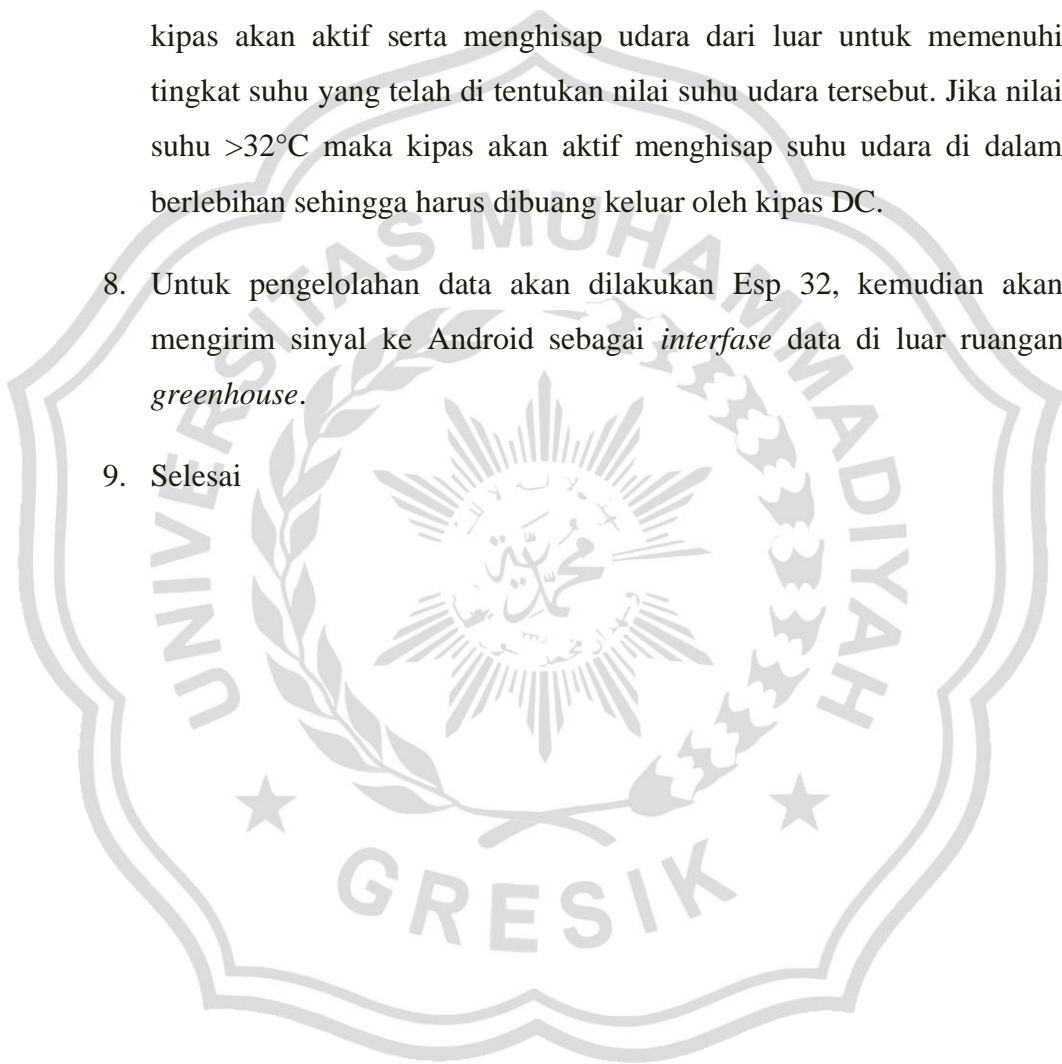 kipas akan aktif serta menghisap udara dari luar untuk memenuhi
tingkat suhu yang telah di tentukan nilai suhu udara tersebut. Jika nilai
suhu >32°C maka kipas akan aktif menghisap suhu udara di dalam
berlebihan sehingga harus dibuang keluar oleh kipas DC.
8. Untuk pengelolahan data akan dilakukan Esp 32, kemudian akan
mengirim sinyal ke Android sebagai interfase data di luar ruangan
greenhouse.
9. Selesai
UNIVERSITAS MUHAMMADIYAH
GRESIK